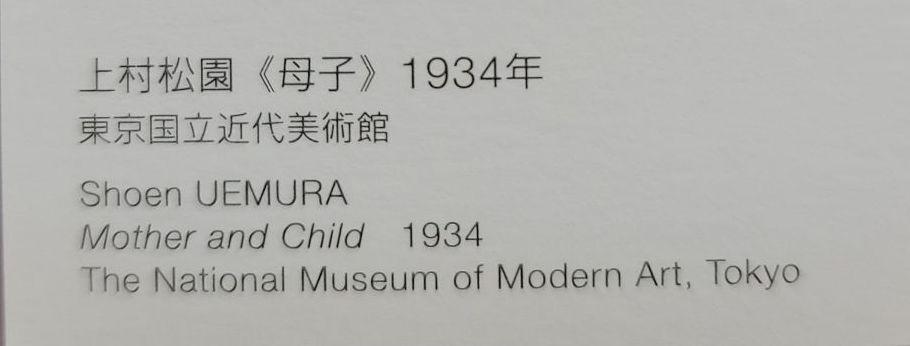 上村松園《母子》1934年
東京国立近代美術館
Shoen UEMURA
Mother and Child 1934
The National Museum of Modern Art, Tokyo